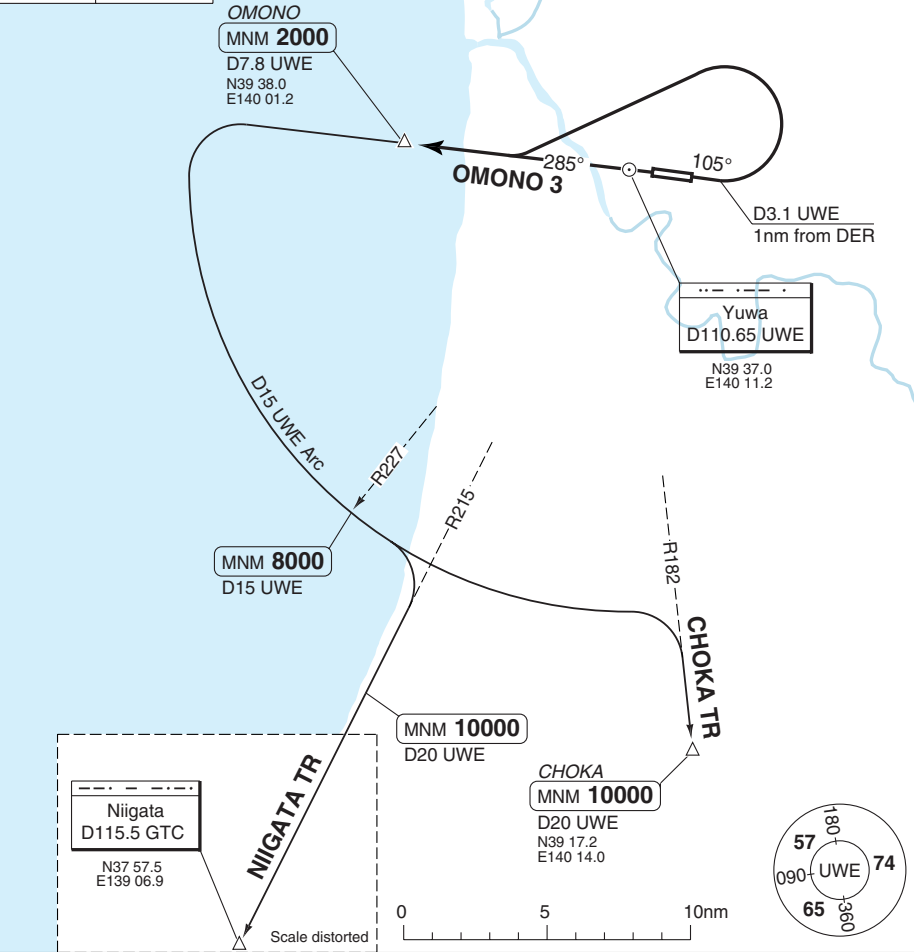 OMONO
MNM 2000
D7.8 UWE
N39 38.0
E140 01.2
285°
105°
OMONO 3
D3.1 UWE
1nm from DER
Yuwa
D110.65 UWE
N39 37.0
E140 11.2
D15 UWE Arc
R227
R215
R182
MNM 8000
D15 UWE
CHOKA TR
MNM 10000
D20 UWE
NIIGATA TR
CHOKA
MNM 10000
D20 UWE
N39 17.2
E140 14.0
Niigata
D115.5 GTC
N37 57.5
E139 06.9
Scale distorted
0 5 10nm
180
57
74
090
UWE
65
360